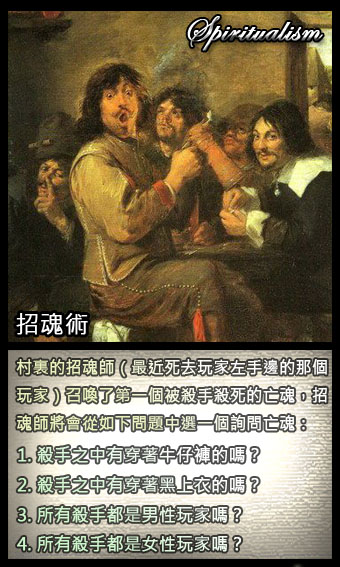 Spiritualism
招魂術
村裏的招魂師（最近死去玩家左手邊的那個
玩家）召喚了第一個被殺手殺死的亡魂，招
魂師將會從如下問題中選一個詢問亡魂：
1. 殺手之中有穿著牛仔褲的嗎？
2. 殺手之中有穿著黑上衣的嗎？
3. 所有殺手都是男性玩家嗎？
4. 所有殺手都是女性玩家嗎？